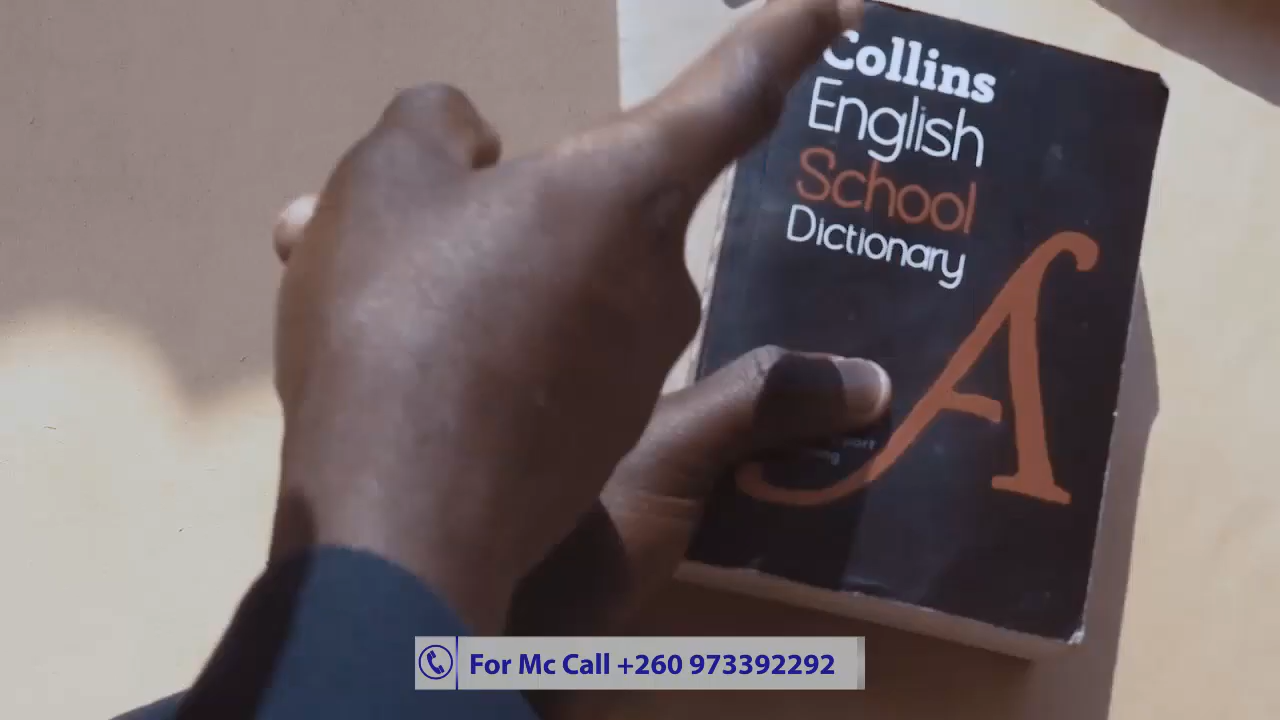 Collins
English
School
Dictionary
A
For Mc Call +260 973392292